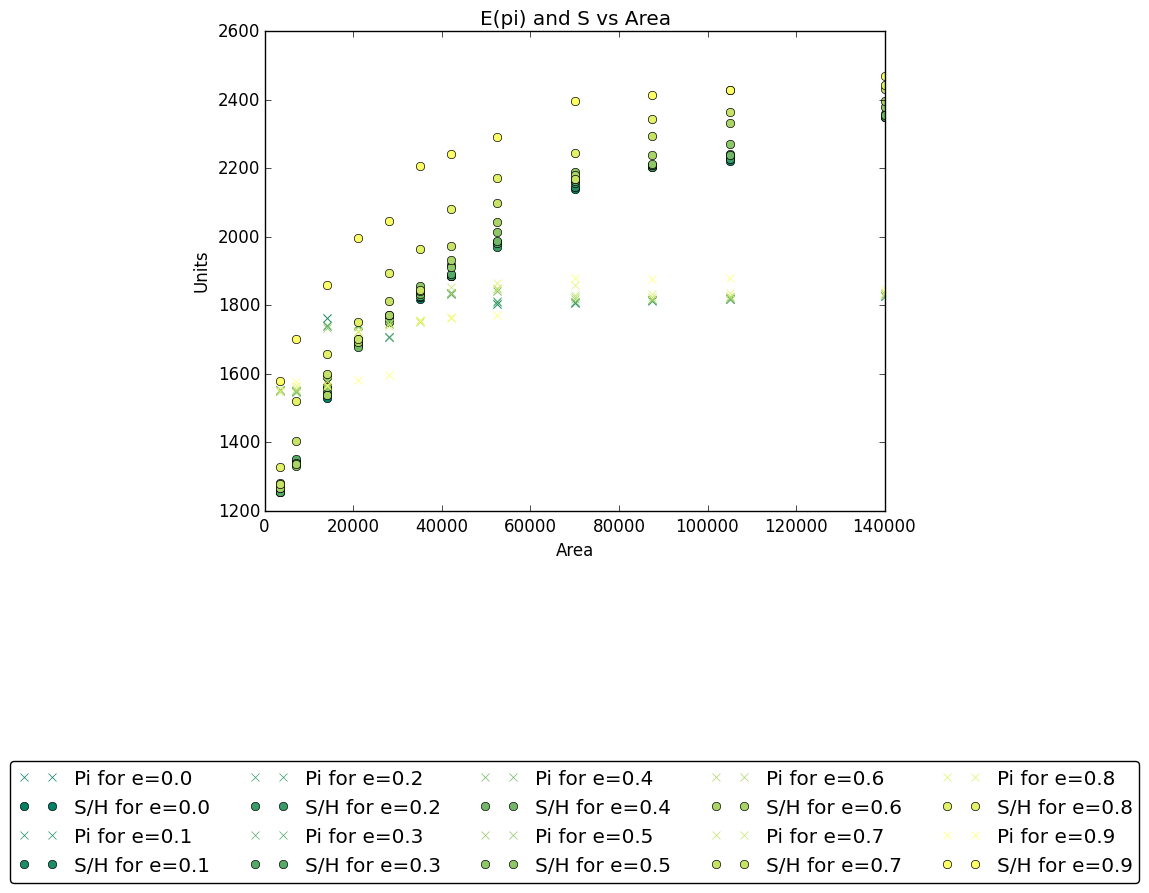 E(pi) and S vs Area
2600
2400
2200
2000
1800
1600
1400
1200
Units
0 20000 40000 60000 80000 100000 120000 140000
Area
Pi for e=0.0 Pi for e=0.2 Pi for e=0.4 Pi for e=0.6 Pi for e=0.8
S/H for e=0.0 S/H for e=0.2 S/H for e=0.4 S/H for e=0.6 S/H for e=0.8
Pi for e=0.1 Pi for e=0.3 Pi for e=0.5 Pi for e=0.7 Pi for e=0.9
S/H for e=0.1 S/H for e=0.3 S/H for e=0.5 S/H for e=0.7 S/H for e=0.9